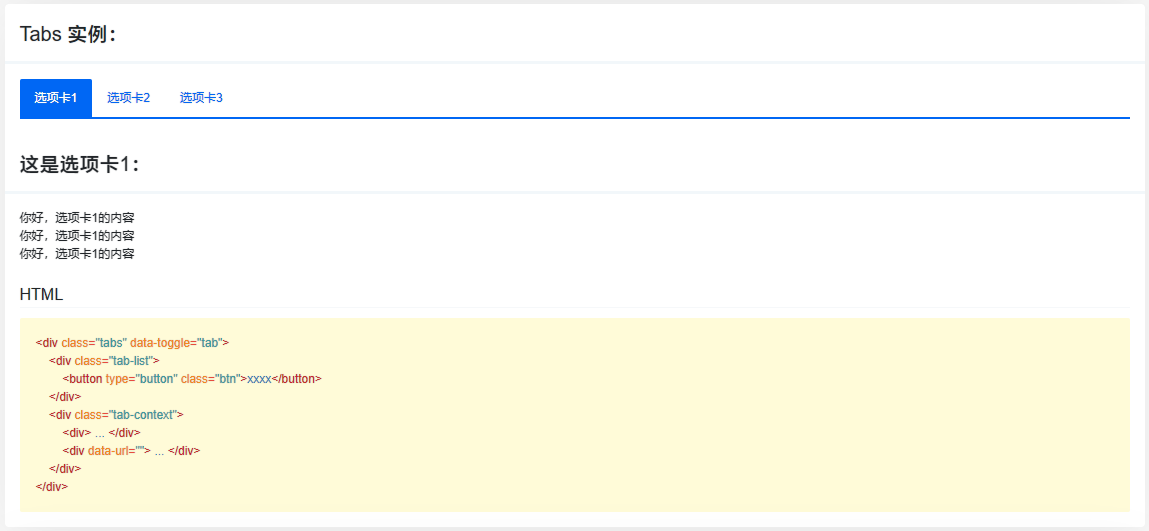 Tabs 实例：
选项卡1 选项卡2 选项卡3
这是选项卡1：
你好，选项卡1的内容
你好，选项卡1的内容
你好，选项卡1的内容
HTML
<div class="tabs" data-toggle="tab">
<div class="tab-list">
<button type="button" class="btn">xxxx</button>
</div>
<div class="tab-context">
<div> ... </div>
<div data-url=""> ... </div>
</div>
</div>